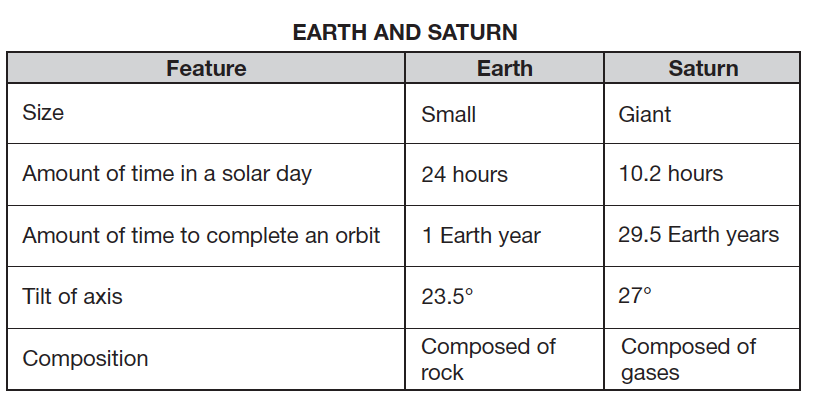 EARTH AND SATURN
Feature Earth Saturn
Size Small Giant
Amount of time in a solar day 24 hours 10.2 hours
Amount of time to complete an orbit 1 Earth year 29.5 Earth years
Tilt of axis 23.5° 27°
Composition Composed of rock Composed of gases